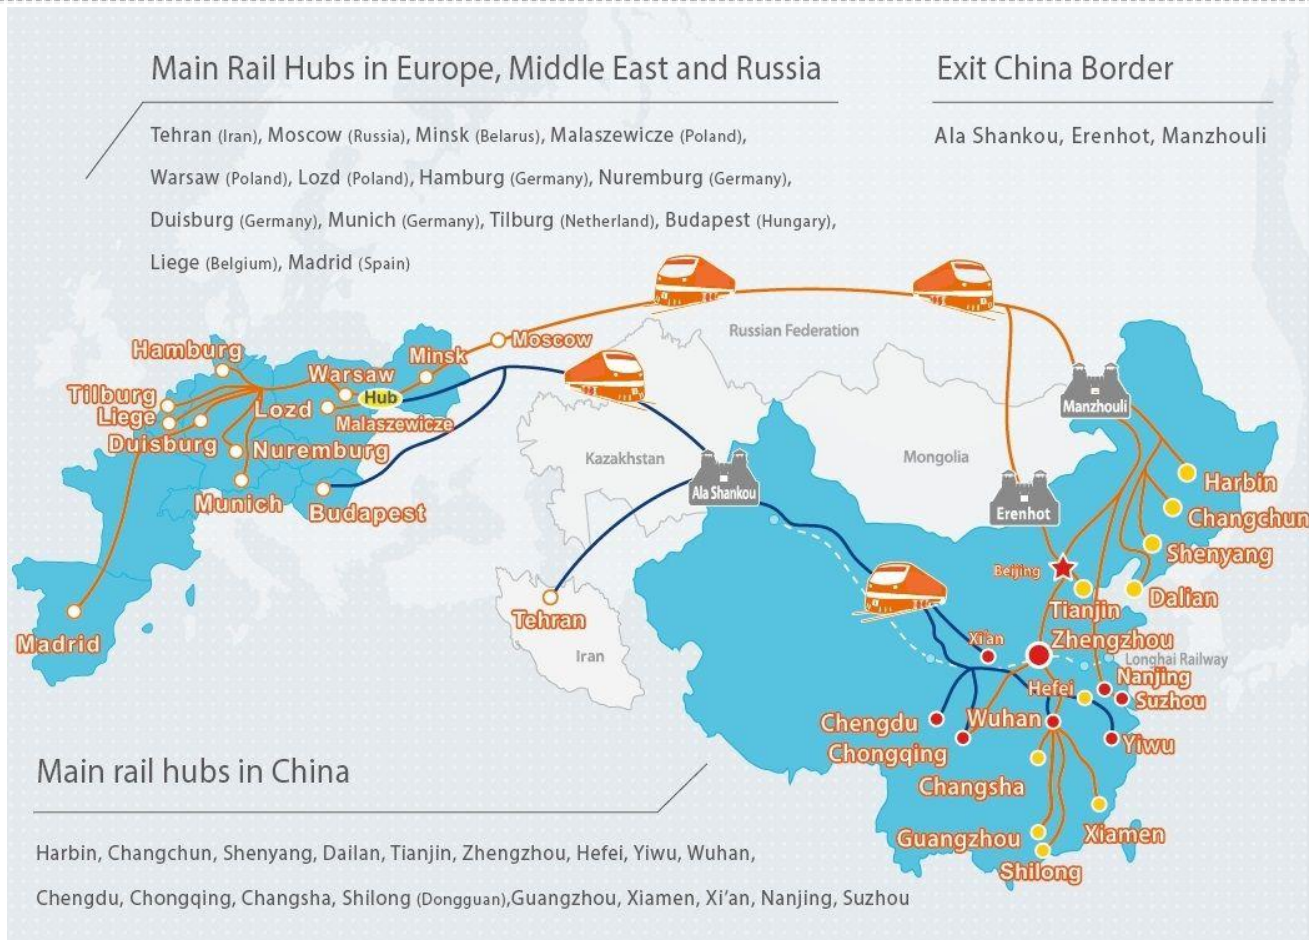 Main Rail Hubs in Europe, Middle East and Russia
Tehran (Iran), Moscow (Russia), Minsk (Belarus), Malaszewicze (Poland),
Warsaw (Poland), Lozd (Poland), Hamburg (Germany), Nuremburg (Germany),
Duisburg (Germany), Munich (Germany), Tilburg (Netherland), Budapest (Hungary),
Liege (Belgium), Madrid (Spain)
Exit China Border
Ala Shankou, Erenhot, Manzhouli
Russian Federation
Moscow
Hamburg
Minsk
Warsaw
Tilburg
Hub
Liege
Lozd
Malaszewicze
Duisburg
Nuremburg
Munich
Budapest
Madrid
Kazakhstan
Mongolia
Manzhouli
Ala Shankou
Erenhot
Harbin
Changchun
Shenyang
Beijing
Dalian
Tianjin
Tehran
Iran
Xi'an
Zhengzhou
Longhai Railway
Nanjing
Hefei
Suzhou
Chengdu
Wuhan
Chongqing
Yiwu
Changsha
Guangzhou
Xiamen
Shilong
Main rail hubs in China
Harbin, Changchun, Shenyang, Dailan, Tianjin, Zhengzhou, Hefei, Yiwu, Wuhan,
Chengdu, Chongqing, Changsha, Shilong (Dongguan),Guangzhou, Xiamen, Xi'an, Nanjing, Suzhou